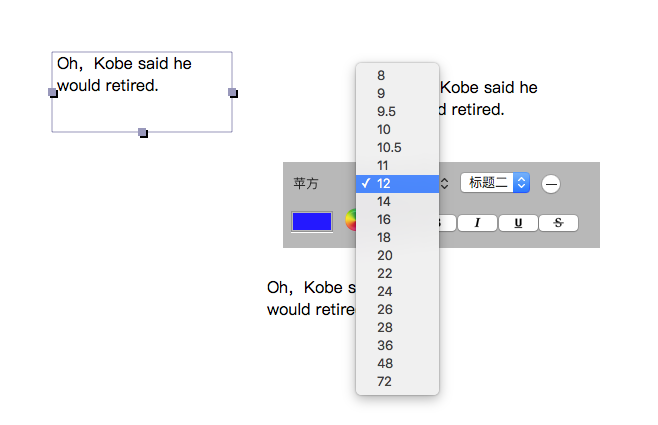 Oh，Kobe said he
would retired.
Kobe said he
d retired.
8
9
9.5
10
10.5
11
✓ 12
14
16
18
20
22
24
26
28
36
48
72
苹方
标题二
I
U
S
Oh，Kobe s
would retire